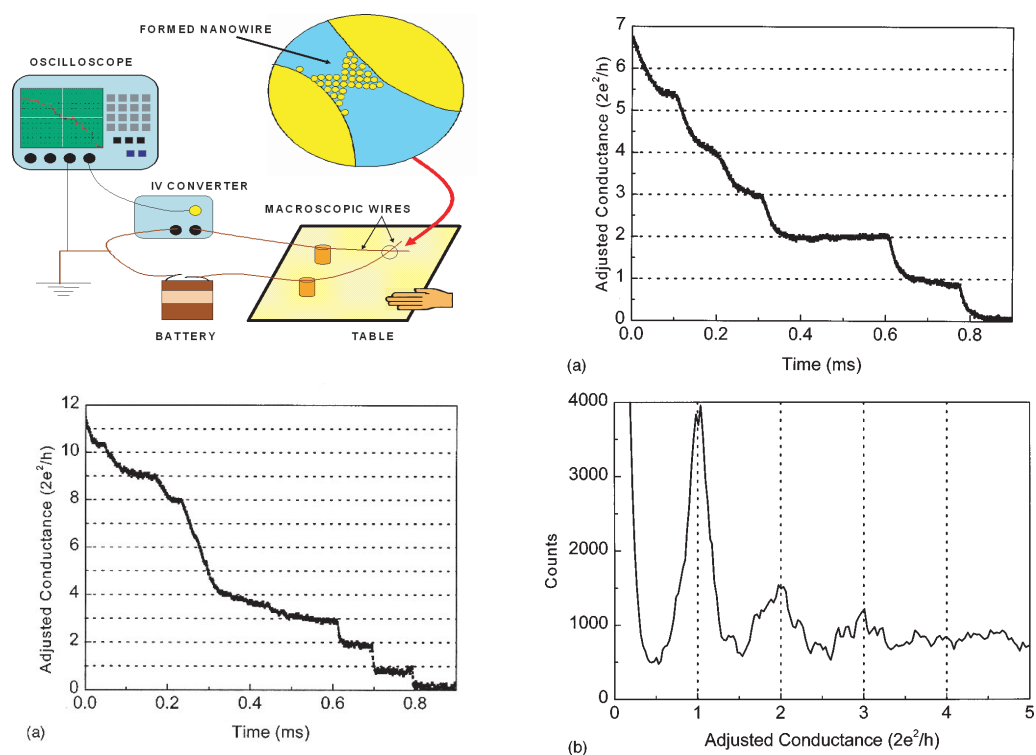 FORMED NANOWIRE
OSCILLOSCOPE
IV CONVERTER
MACROSCOPIC WIRES
BATTERY
TABLE
7
6
5
4
3
2
1
0
Adjusted Conductance (2e²/h)
0.0
0.2
0.4
0.6
0.8
Time (ms)
(a)
12
10
8
6
4
2
0
Adjusted Conductance (2e²/h)
0.0
0.2
0.4
0.6
0.8
Time (ms)
(a)
4000
3000
2000
1000
0
Counts
0
1
2
3
4
5
Adjusted Conductance (2e²/h)
(b)